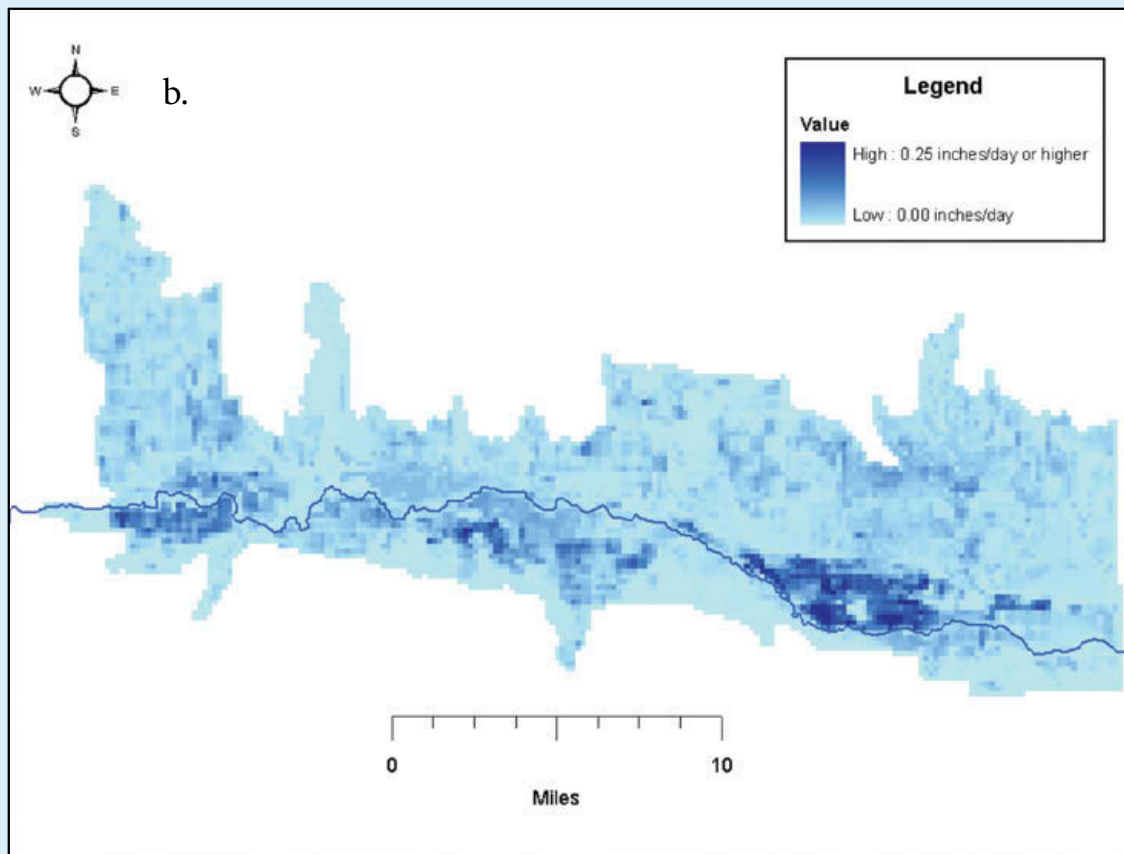 N
W E
S
b.
Legend
Value
High : 0.25 inches/day or higher
Low : 0.00 inches/day
0 10
Miles